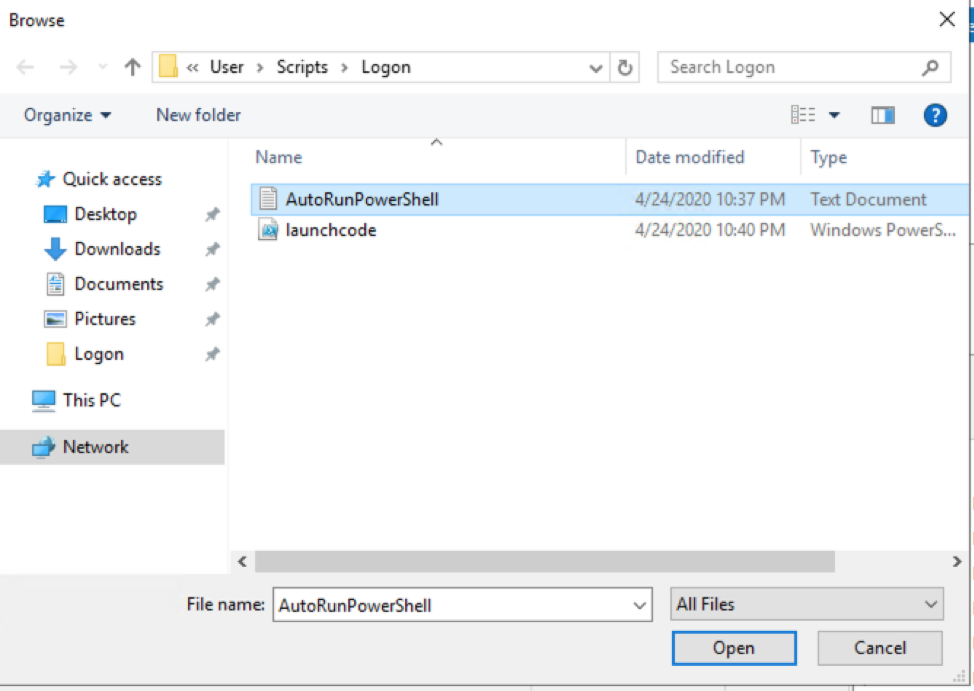 Browse
« User > Scripts > Logon
Search Logon
Organize New folder
?
Name Date modified Type
Quick access
Desktop
Downloads
Documents
Pictures
Logon
This PC
Network
AutoRunPowerShell 4/24/2020 10:37 PM Text Document
launchcode 4/24/2020 10:40 PM Windows PowerS...
File name: AutoRunPowerShell All Files
Open Cancel